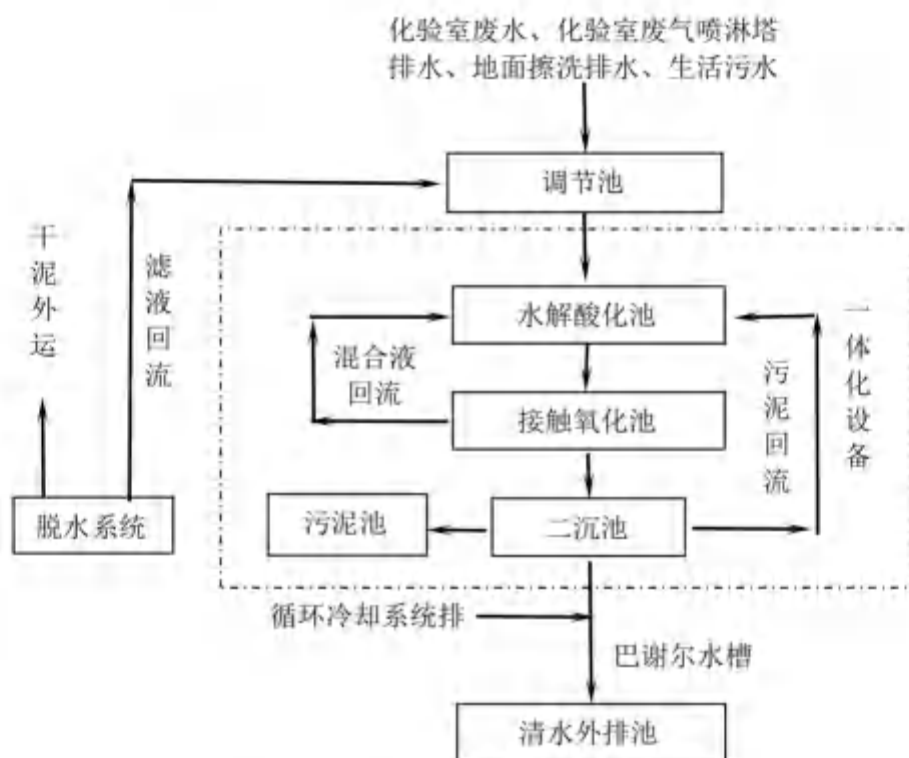 化验室废水、化验室废气喷淋塔
排水、地面擦洗排水、生活污水
调节池
干泥外运
滤液回流
水解酸化池
一体化设备
混合液
回流
污泥回流
接触氧化池
脱水系统
污泥池
二沉池
循环冷却系统排
巴谢尔水槽
清水外排池